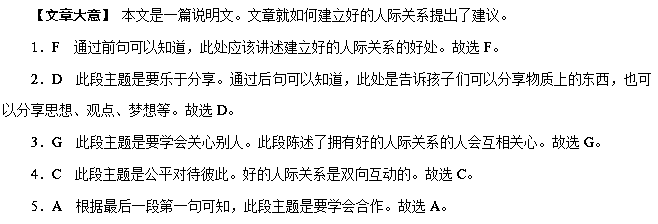 【文章大意】 本文是一篇说明文。文章就如何建立好的人际关系提出了建议。
1．F 通过前句可以知道，此处应该讲述建立好的人际关系的好处。故选 F。
2．D 此段主题是要乐于分享。通过后句可以知道，此处是告诉孩子们可以分享物质上的东西，也可
以分享思想、观点、梦想等。故选 D。
3．G 此段主题是要学会关心别人。此段陈述了拥有好的人际关系的人会互相关心。故选 G。
4．C 此段主题是公平对待彼此。好的人际关系是双向互动的。故选 C。
5．A 根据最后一段第一句可知，此段主题是要学会合作。故选 A。